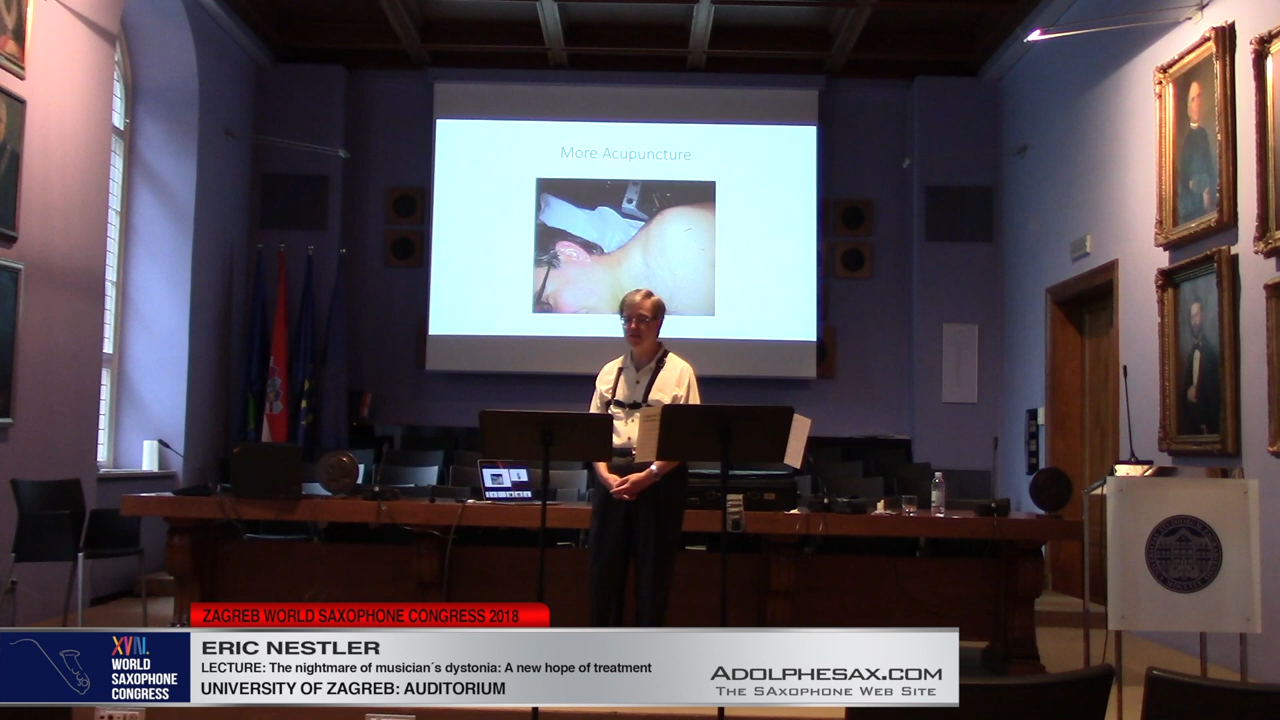 More Acupuncture
ZAGREB WORLD SAXOPHONE CONGRESS 2018
XVIII.
WORLD
SAXOPHONE
CONGRESS
ERIC NESTLER
LECTURE: The nightmare of musician´s dystonia: A new hope of treatment
UNIVERSITY OF ZAGREB: AUDITORIUM
ADOLPHESAX.COM
THE SAXOPHONE WEB SITE